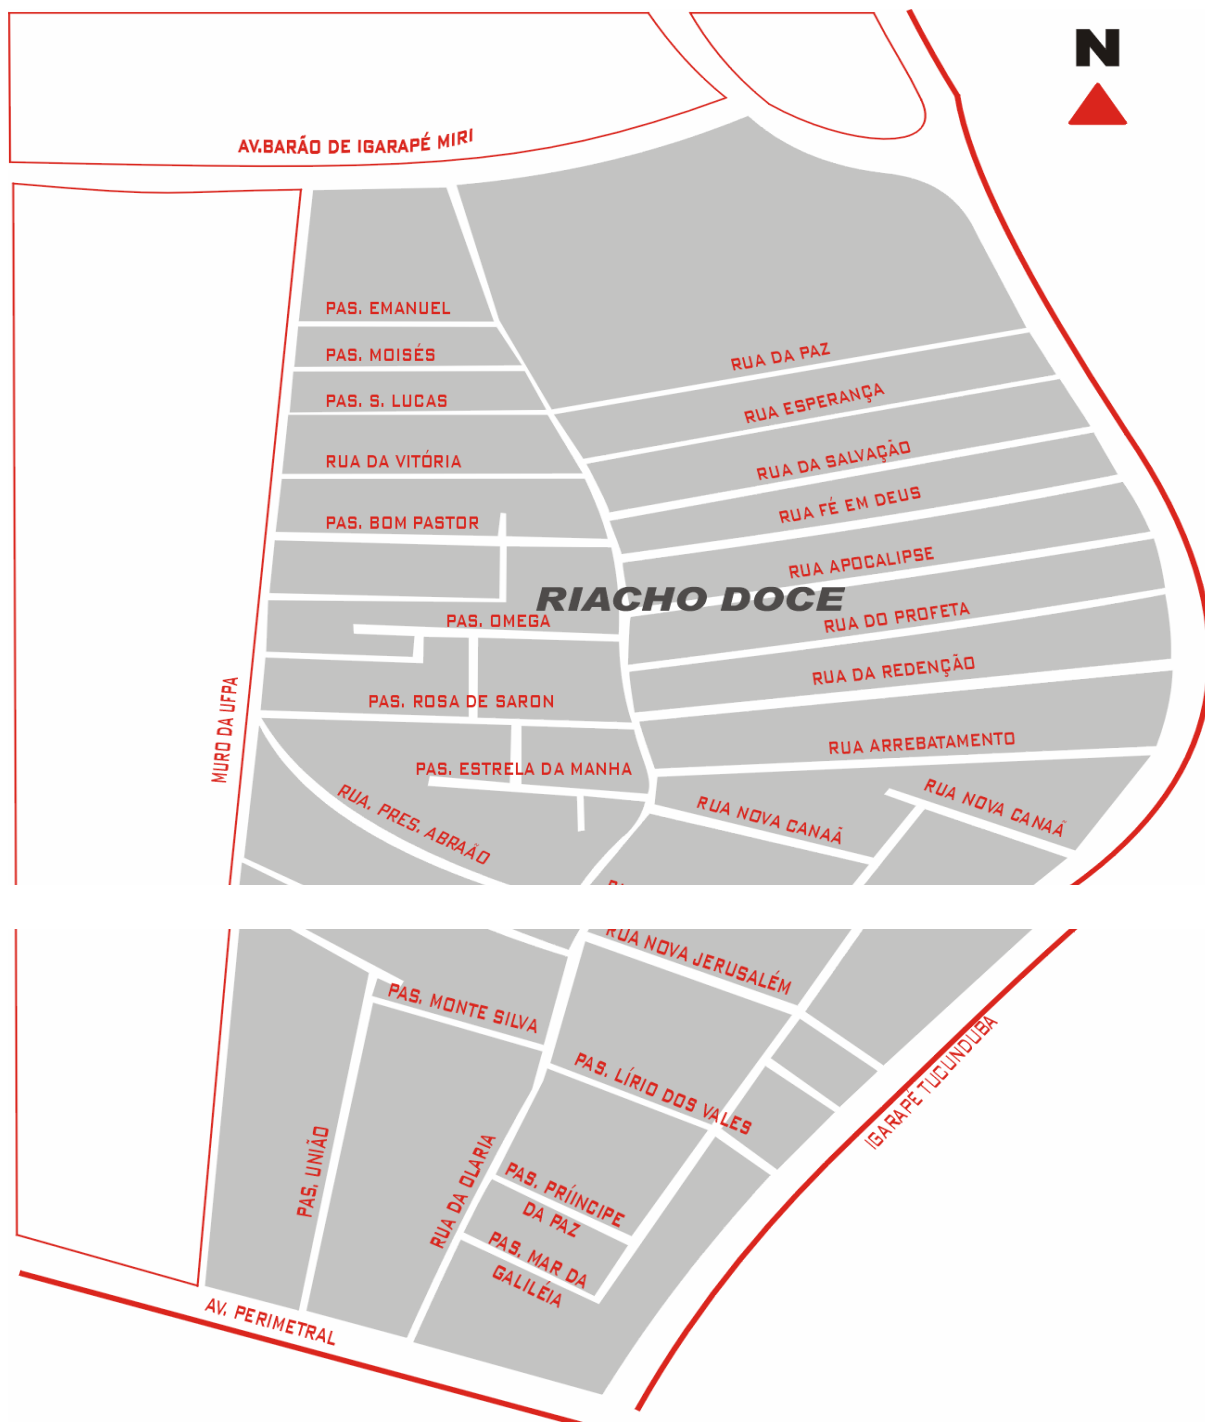 N
AV.BARÃO DE IGARAPÉ MIRI
PAS. EMANUEL
PAS. MOISÉS
RUA DA PAZ
PAS. S. LUCAS
RUA ESPERANÇA
RUA DA VITÓRIA
RUA DA SALVAÇÃO
PAS. BOM PASTOR
RUA FÉ EM DEUS
RUA APOCALIPSE
RIACHO DOCE
PAS. OMEGA
RUA DO PROFETA
RUA DA REDENÇÃO
PAS. ROSA DE SARON
MURO DA UFPA
RUA ARREBATAMENTO
PAS. ESTRELA DA MANHA
RUA. PRES. ABRAÃO
RUA NOVA CANAÃ
RUA NOVA CANAÃ
RUA NOVA JERUSALÉM
PAS. MONTE SILVA
IGARAPÉ TUCUNDUBA
PAS. LÍRIO DOS VALES
PAS. UNIÃO
RUA DA OLARIA
PAS. PRÍINCIPE
DA PAZ
PAS. MAR DA
GALILÉIA
AV. PERIMETRAL